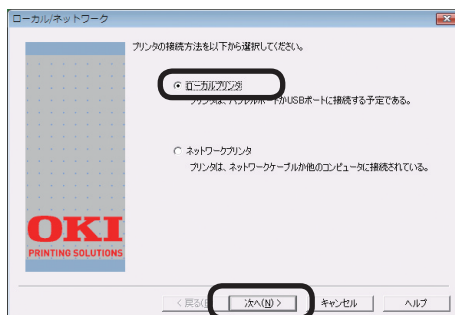 ローカル/ネットワーク
プリンタの接続方法を以下から選択してください。
ローカルプリンタ
プリンタは、パラレルポートかUSBポートに接続する予定である。
ネットワークプリンタ
プリンタは、ネットワークケーブルか他のコンピュータに接続されている。
OKI
PRINTING SOLUTIONS
< 戻る(
次へ(N) >
キャンセル
ヘルプ